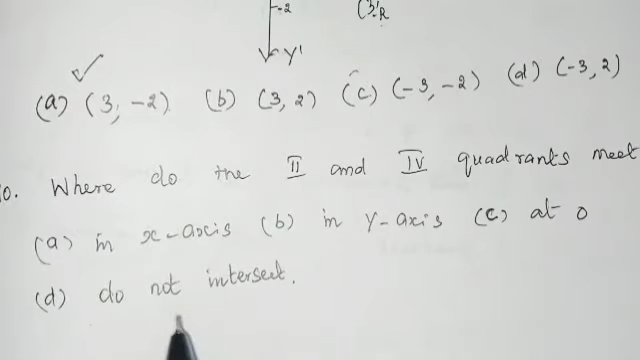 -2
Y'
(a) (3, -2) (b) (3, 2) (c) (-3, -2) (d) (-3, 2)
10. Where do the II and IV quadrants meet
(a) in x-axis (b) in Y-axis (c) at 0
(d) do not intersect.